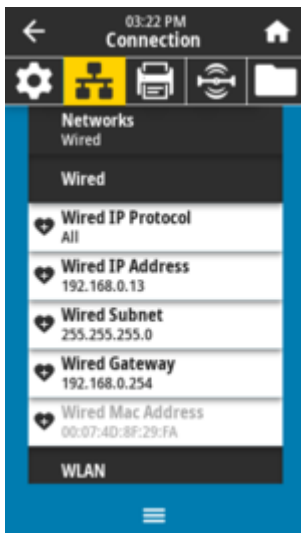 03:22 PM
Connection
Networks
Wired
Wired
Wired IP Protocol
All
Wired IP Address
192.168.0.13
Wired Subnet
255.255.255.0
Wired Gateway
192.168.0.254
Wired Mac Address
00:07:4D:8F:29:FA
WLAN